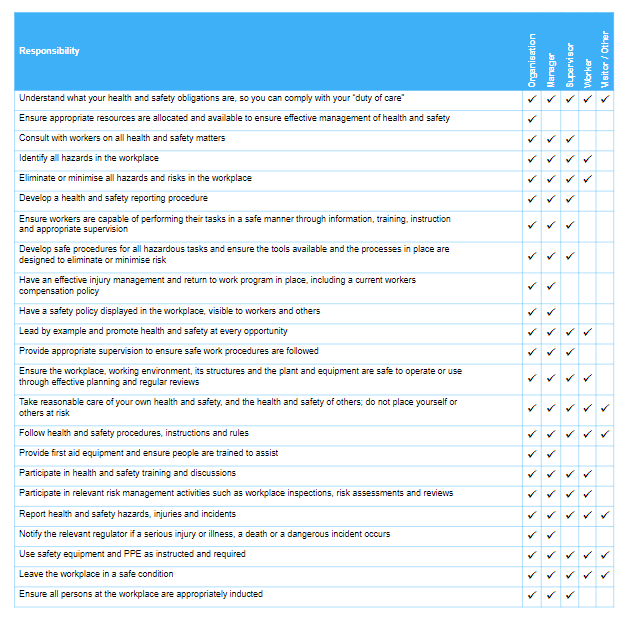 Responsibility
Organisation
Manager
Supervisor
Worker
Visitor / Other
Understand what your health and safety obligations are, so you can comply with your "duty of care"
✓ ✓ ✓ ✓ ✓
Ensure appropriate resources are allocated and available to ensure effective management of health and safety
✓
Consult with workers on all health and safety matters
✓ ✓ ✓
Identify all hazards in the workplace
✓ ✓ ✓ ✓
Eliminate or minimise all hazards and risks in the workplace
✓ ✓ ✓ ✓
Develop a health and safety reporting procedure
✓ ✓ ✓
Ensure workers are capable of performing their tasks in a safe manner through information, training, instruction
and appropriate supervision
✓ ✓ ✓
Develop safe procedures for all hazardous tasks and ensure the tools available and the processes in place are
designed to eliminate or minimise risk
✓ ✓ ✓
Have an effective injury management and return to work program in place, including a current workers
compensation policy
✓ ✓
Have a safety policy displayed in the workplace, visible to workers and others
✓ ✓
Lead by example and promote health and safety at every opportunity
✓ ✓ ✓ ✓
Provide appropriate supervision to ensure safe work procedures are followed
✓ ✓ ✓
Ensure the workplace, working environment, its structures and the plant and equipment are safe to operate or use
through effective planning and regular reviews
✓ ✓ ✓ ✓
Take reasonable care of your own health and safety, and the health and safety of others; do not place yourself or
others at risk
✓ ✓ ✓ ✓ ✓
Follow health and safety procedures, instructions and rules
✓ ✓ ✓ ✓ ✓
Provide first aid equipment and ensure people are trained to assist
✓ ✓
Participate in health and safety training and discussions
✓ ✓ ✓ ✓
Participate in relevant risk management activities such as workplace inspections, risk assessments and reviews
✓ ✓ ✓ ✓
Report health and safety hazards, injuries and incidents
✓ ✓ ✓ ✓ ✓
Notify the relevant regulator if a serious injury or illness, a death or a dangerous incident occurs
✓ ✓
Use safety equipment and PPE as instructed and required
✓ ✓ ✓ ✓ ✓
Leave the workplace in a safe condition
✓ ✓ ✓ ✓ ✓
Ensure all persons at the workplace are appropriately inducted
✓ ✓ ✓